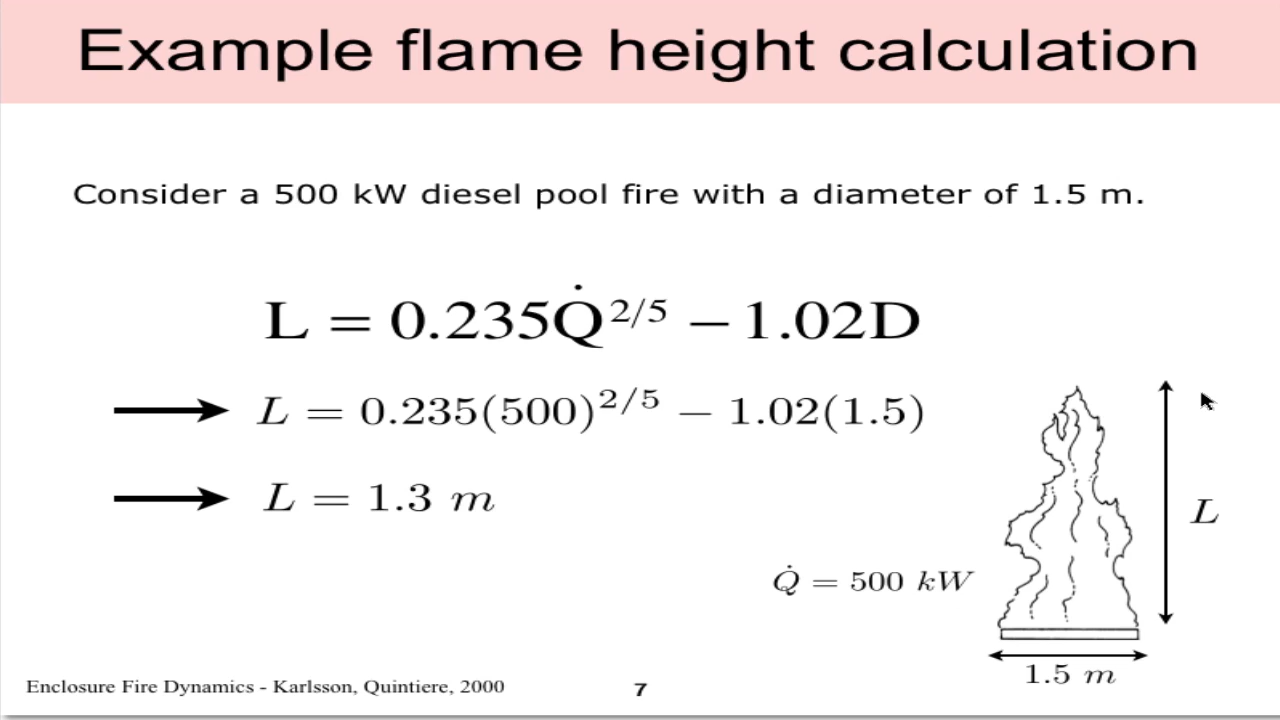 Example flame height calculation
Consider a 500 kW diesel pool fire with a diameter of 1.5 m.
L = 0.235Q̇^{2/5} − 1.02D
L = 0.235(500)^{2/5} − 1.02(1.5)
L = 1.3 m
L
Q̇ = 500 kW
1.5 m
Enclosure Fire Dynamics - Karlsson, Quintiere, 2000
7